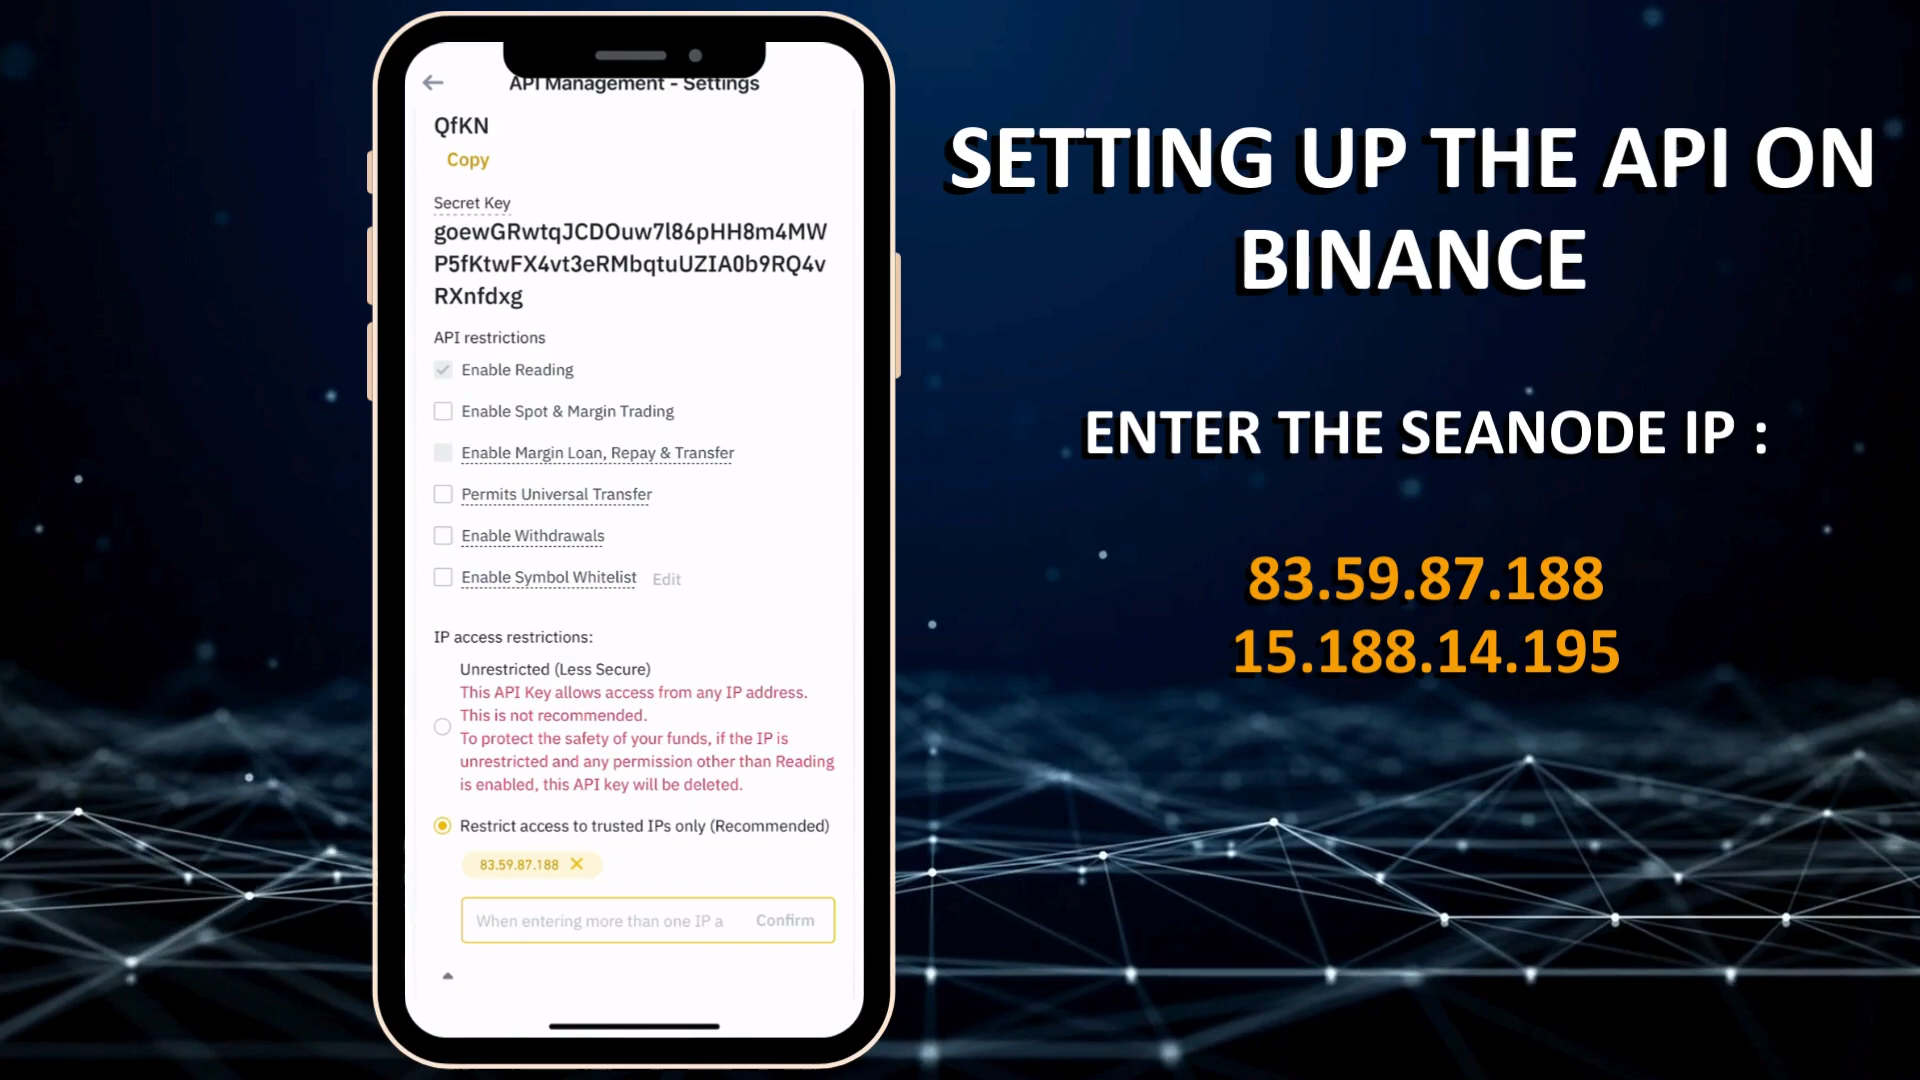 API Management - Settings
QfKN
Copy
Secret Key
goewGRwtqJCDOuw7l86pHH8m4MW
P5fKtwFX4vt3eRMbqtuUZIA0b9RQ4v
RXnfdxg
API restrictions
Enable Reading
Enable Spot & Margin Trading
Enable Margin Loan, Repay & Transfer
Permits Universal Transfer
Enable Withdrawals
Enable Symbol Whitelist Edit
IP access restrictions:
Unrestricted (Less Secure)
This API Key allows access from any IP address.
This is not recommended.
To protect the safety of your funds, if the IP is
unrestricted and any permission other than Reading
is enabled, this API key will be deleted.
Restrict access to trusted IPs only (Recommended)
83.59.87.188
When entering more than one IP a Confirm
SETTING UP THE API ON
BINANCE
ENTER THE SEANODE IP :
83.59.87.188
15.188.14.195